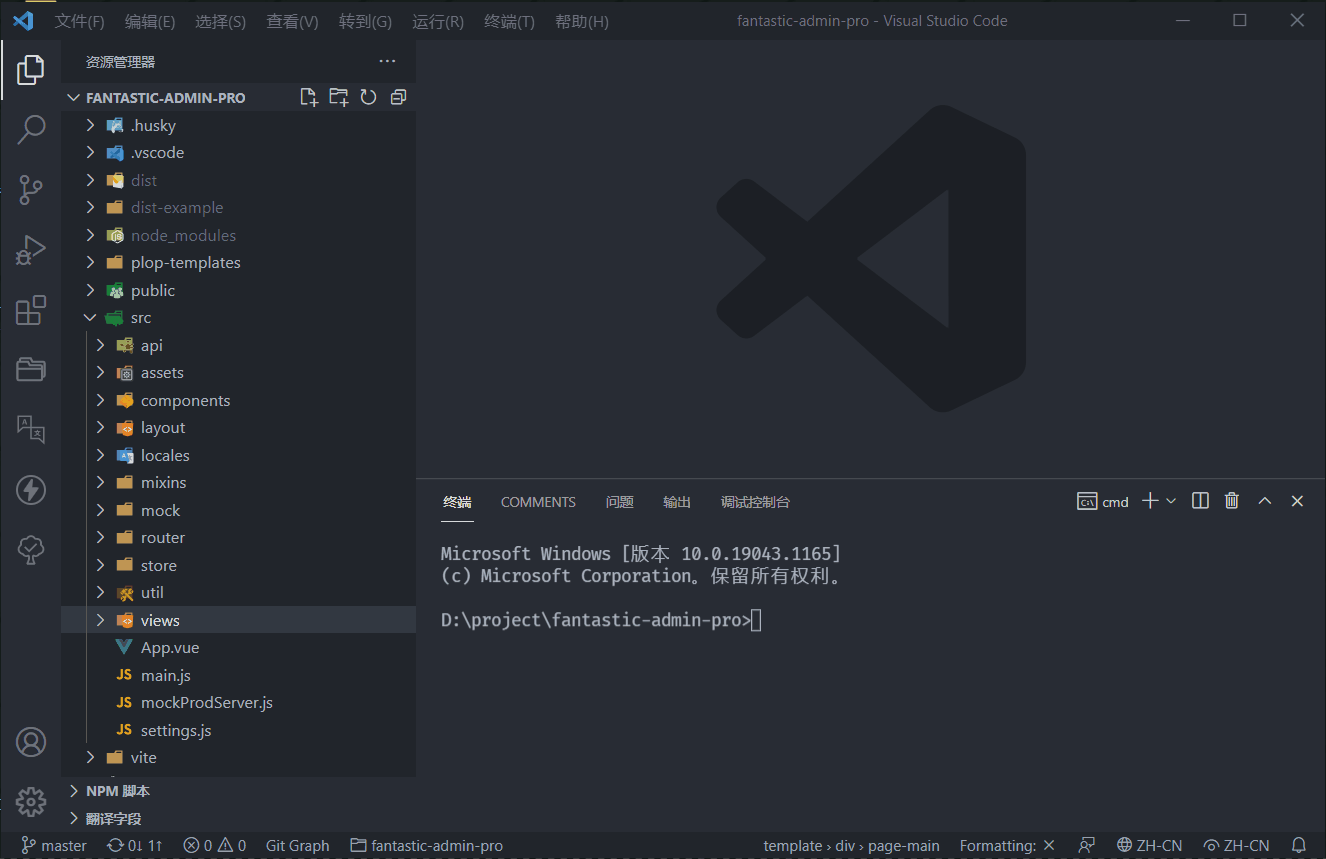 文件(F) 编辑(E) 选择(S) 查看(V) 转到(G) 运行(R) 终端(T) 帮助(H) fantastic-admin-pro - Visual Studio Code
资源管理器
FANTASTIC-ADMIN-PRO
.husky
.vscode
dist
dist-example
node_modules
plop-templates
public
src
api
assets
components
layout
locales
mixins
mock
router
store
util
views
App.vue
JS main.js
JS mockProdServer.js
JS settings.js
vite
NPM 脚本
翻译字段
终端 COMMENTS 问题 输出 调试控制台 cmd
Microsoft Windows [版本 10.0.19043.1165]
(c) Microsoft Corporation。保留所有权利。
D:\project\fantastic-admin-pro>
master 0↓ 1↑ 0 0 Git Graph fantastic-admin-pro template › div › page-main Formatting: × ZH-CN ZH-CN